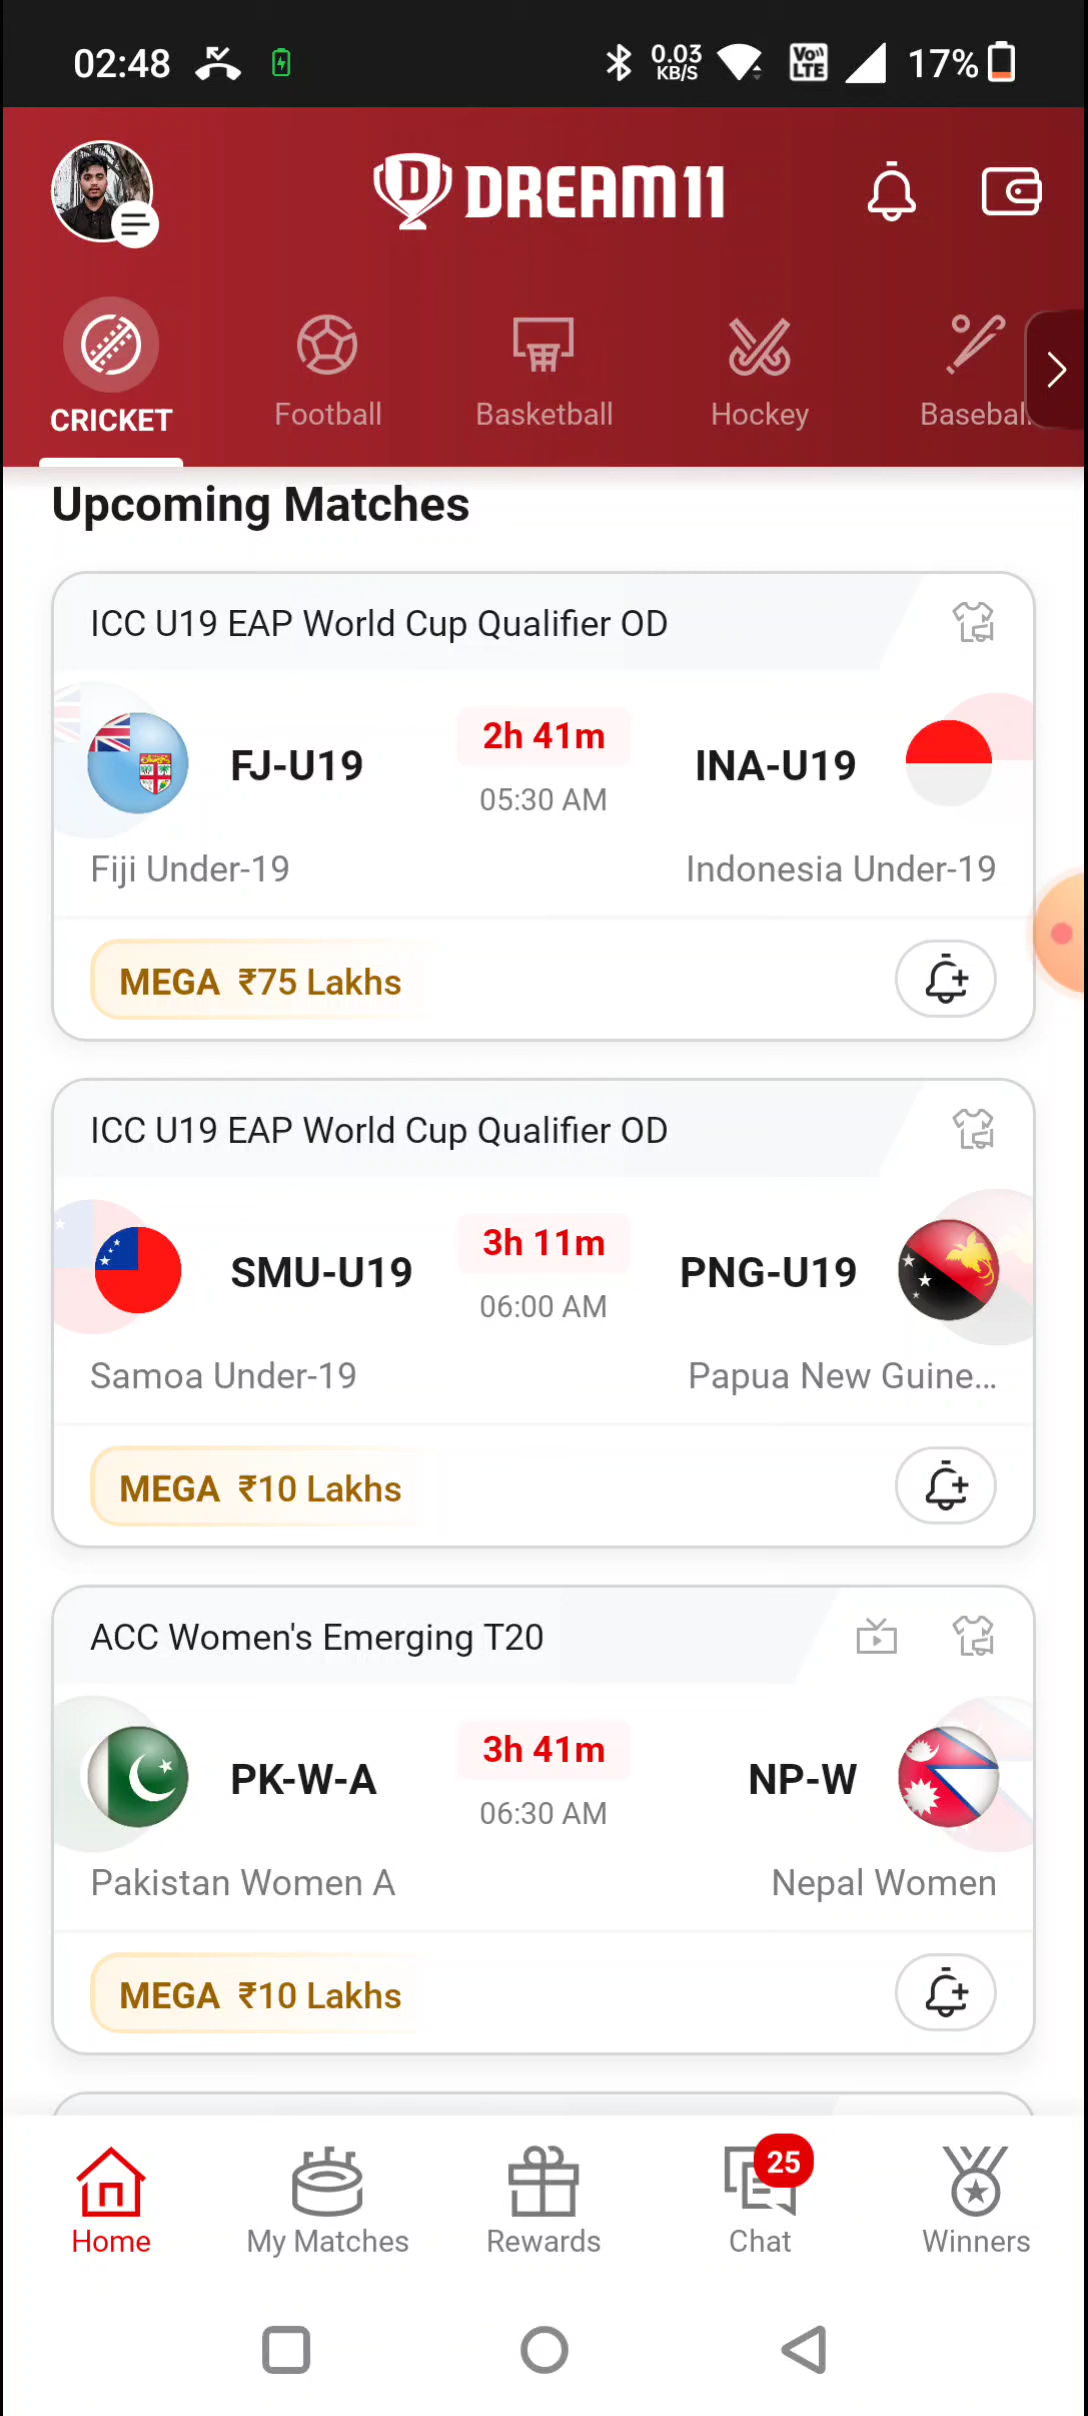 02:48 0.03 KB/S Vo LTE 17%
DREAM11
CRICKET Football Basketball Hockey Basebal
Upcoming Matches
ICC U19 EAP World Cup Qualifier OD
FJ-U19 2h 41m INA-U19
05:30 AM
Fiji Under-19 Indonesia Under-19
MEGA ₹75 Lakhs
ICC U19 EAP World Cup Qualifier OD
SMU-U19 3h 11m PNG-U19
06:00 AM
Samoa Under-19 Papua New Guine...
MEGA ₹10 Lakhs
ACC Women's Emerging T20
PK-W-A 3h 41m NP-W
06:30 AM
Pakistan Women A Nepal Women
MEGA ₹10 Lakhs
25
Home My Matches Rewards Chat Winners